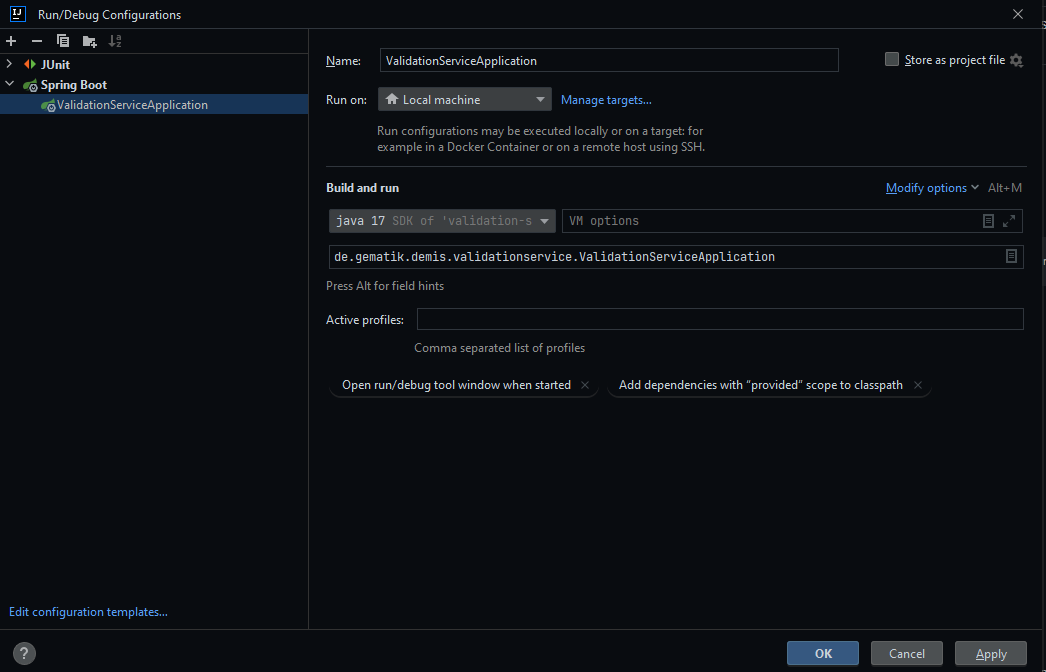 IJ
Run/Debug Configurations
JUnit
Spring Boot
ValidationServiceApplication
Edit configuration templates...
Name: ValidationServiceApplication Store as project file
Run on: Local machine Manage targets...
Run configurations may be executed locally or on a target: for
example in a Docker Container or on a remote host using SSH.
Build and run Modify options Alt+M
java 17 SDK of 'validation-s VM options
de.gematik.demis.validationservice.ValidationServiceApplication
Press Alt for field hints
Active profiles:
Comma separated list of profiles
Open run/debug tool window when started Add dependencies with “provided” scope to classpath
? OK Cancel Apply